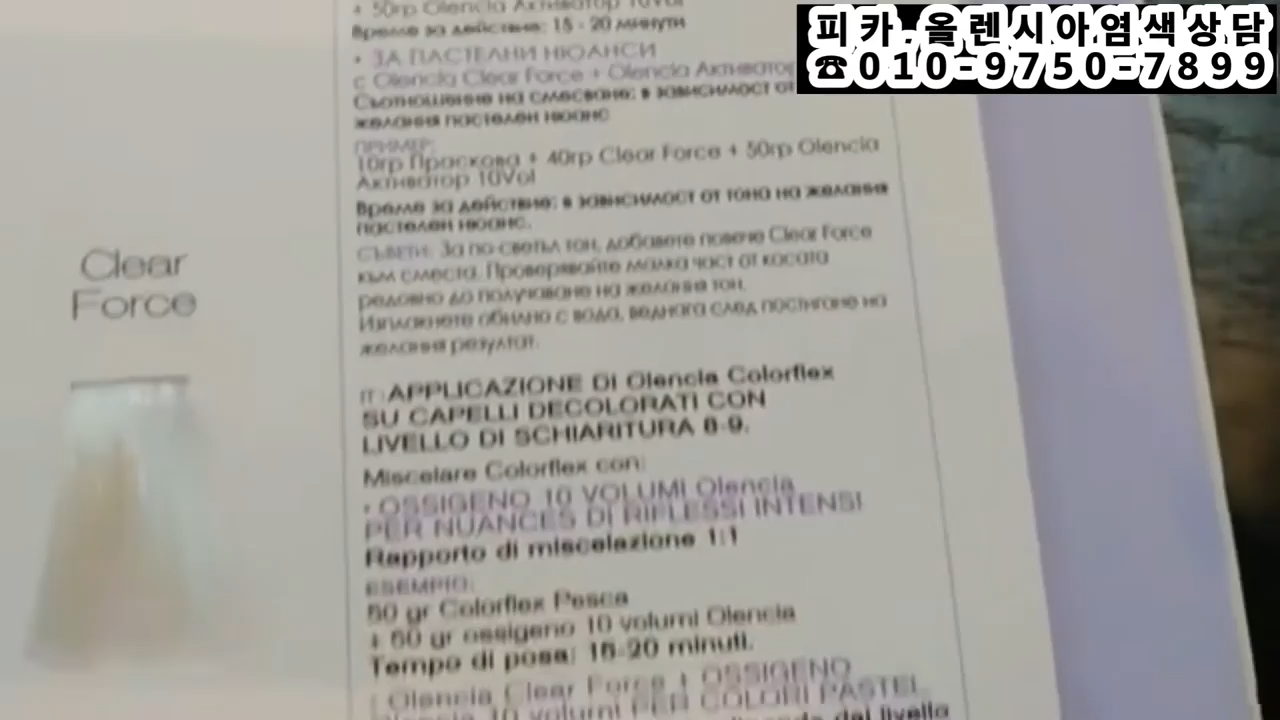 피카.올렌시아염색상담
☎010-9750-7899
+ 50гр Olencia Активатор 10Vol
Време за действие: 15 - 20 минути
• ЗА ПАСТЕЛНИ НЮАНСИ
с Olencia Clear Force + Olencia Активатор
Съотношение на смесване: в зависимост от
желания пастелен нюанс
ПРИМЕР:
10гр Праскова + 40гр Clear Force + 50гр Olencia
Активатор 10Vol
Време за действие: в зависимост от тона на желания
пастелен нюанс.
СЪВЕТИ: За по-светъл тон, добавете повече Clear Force
към сместа. Проверявайте малка част от косата
редовно до получаване на желания тон.
Изплакнете обилно с вода, веднага след постигане на
желания резултат.
Clear
Force
IT: APPLICAZIONE DI Olencia Colorflex
SU CAPELLI DECOLORATI CON
LIVELLO DI SCHIARITURA 8-9.
Miscelare Colorflex con:
• OSSIGENO 10 VOLUMI Olencia
PER NUANCES DI RIFLESSI INTENSI
Rapporto di miscelazione 1:1
ESEMPIO:
50 gr Colorflex Pesca
+ 50 gr ossigeno 10 volumi Olencia
Tempo di posa: 15-20 minuti.
Olencia Clear Force + OSSIGENO
Olencia 10 volumi PER COLORI PASTEL
dal livello